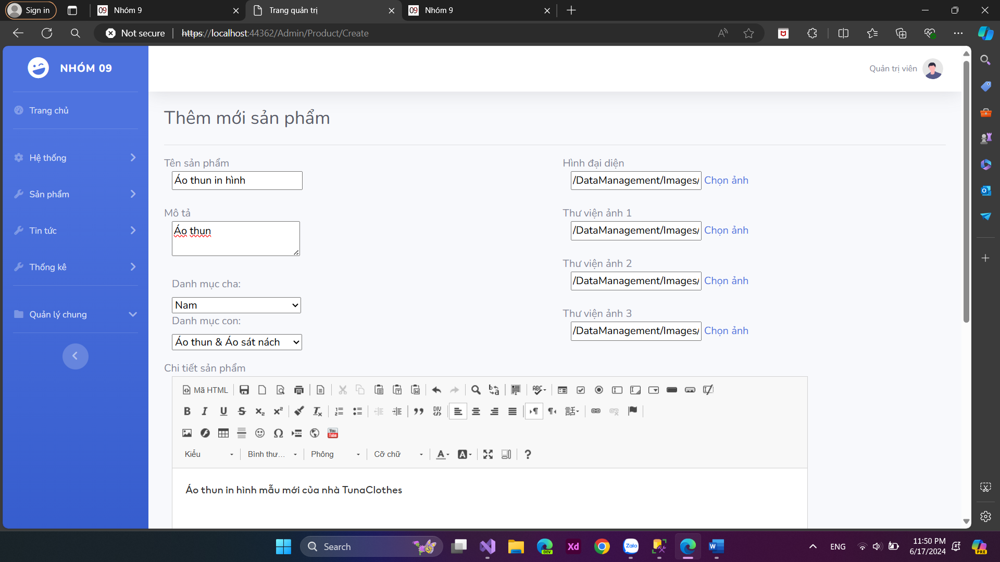 Sign in
09 Nhóm 9
Trang quản trị
09 Nhóm 9
Not secure
https://localhost:44362/Admin/Product/Create
NHÓM 09
Quản trị viên
Trang chủ
Hệ thống
Sản phẩm
Tin tức
Thống kê
Quản lý chung
Thêm mới sản phẩm
Tên sản phẩm
Áo thun in hình
Mô tả
Áo thun
Danh mục cha:
Nam
Danh mục con:
Áo thun & Áo sát nách
Hình đại diện
/DataManagement/Images/ Chọn ảnh
Thư viện ảnh 1
/DataManagement/Images/ Chọn ảnh
Thư viện ảnh 2
/DataManagement/Images/ Chọn ảnh
Thư viện ảnh 3
/DataManagement/Images/ Chọn ảnh
Chi tiết sản phẩm
Mã HTML
Kiểu
Bình thư...
Phông
Cỡ chữ
Áo thun in hình mẫu mới của nhà TunaClothes
Search
DEV
Xd
Zalo
ENG
11:50 PM
6/17/2024
PRE